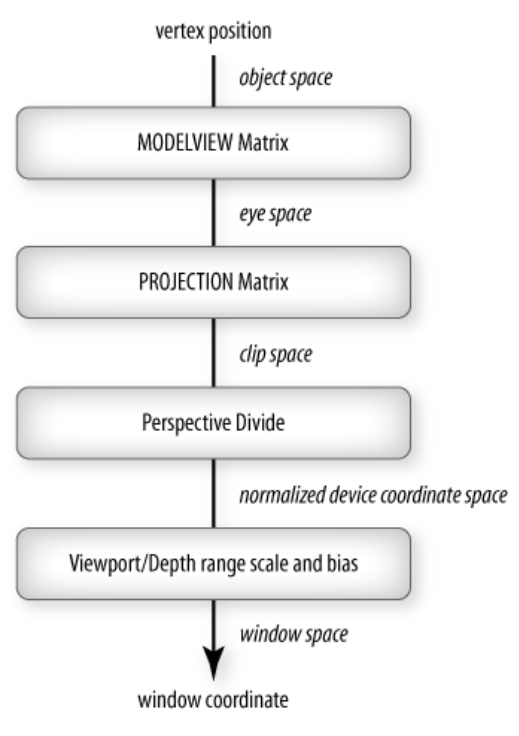 vertex position
object space
MODELVIEW Matrix
eye space
PROJECTION Matrix
clip space
Perspective Divide
normalized device coordinate space
Viewport/Depth range scale and bias
window space
window coordinate